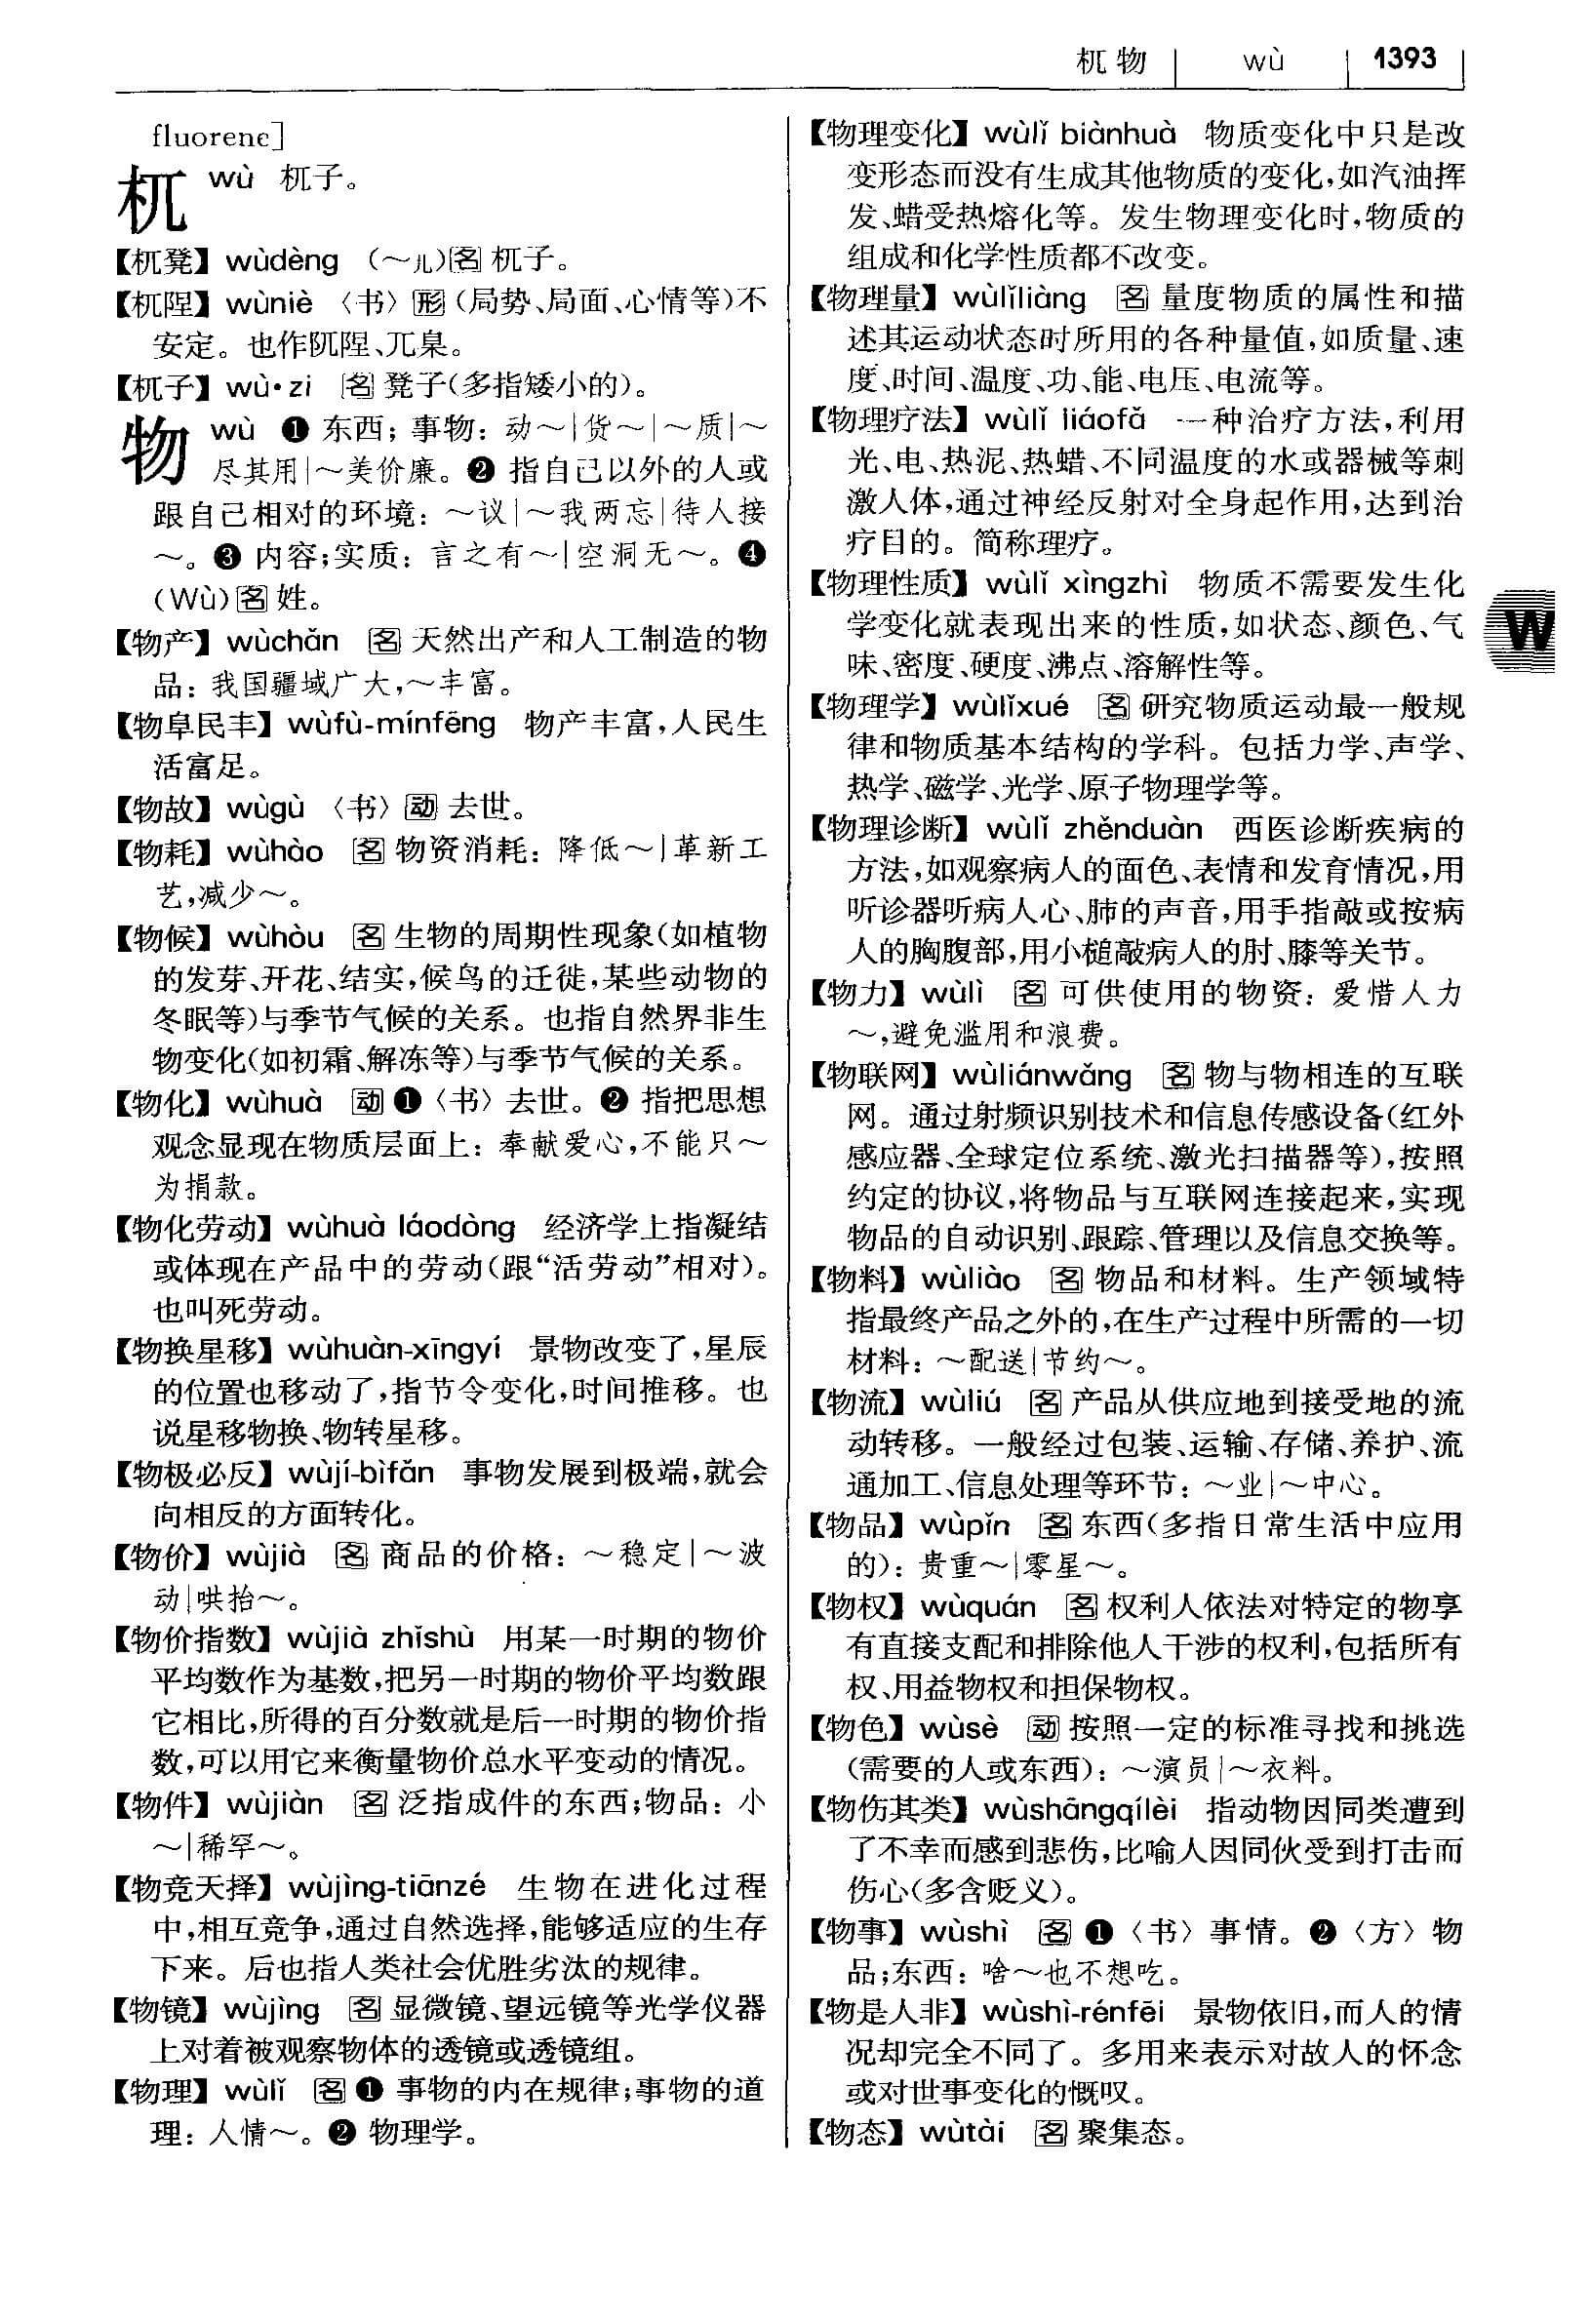 杌物 wù 1393
fluorene]
杌 wù 杌子。
【杌凳】wùdèng （～儿）名 杌子。
【杌陧】wùniè 〈书〉形（局势、局面、心情等）不
安定。也作阢陧、兀臬。
【杌子】wù·zi 名 凳子（多指矮小的）。
物 wù ❶ 东西；事物：动～|货～|～质|～
尽其用|～美价廉。❷ 指自己以外的人或
跟自己相对的环境：～议|～我两忘|待人接
～。❸ 内容；实质：言之有～|空洞无～。❹
（Wù）名 姓。
【物产】wùchǎn 名 天然出产和人工制造的物
品：我国疆域广大，～丰富。
【物阜民丰】wùfù-mínfēng 物产丰富，人民生
活富足。
【物故】wùgù 〈书〉动 去世。
【物耗】wùhào 名 物资消耗：降低～|革新工
艺，减少～。
【物候】wùhòu 名 生物的周期性现象（如植物
的发芽、开花、结实，候鸟的迁徙，某些动物的
冬眠等）与季节气候的关系。也指自然界非生
物变化（如初霜、解冻等）与季节气候的关系。
【物化】wùhuà 动 ❶〈书〉去世。❷ 指把思想
观念显现在物质层面上：奉献爱心，不能只～
为捐款。
【物化劳动】wùhuà láodòng 经济学上指凝结
或体现在产品中的劳动（跟“活劳动”相对）。
也叫死劳动。
【物换星移】wùhuàn-xīngyí 景物改变了，星辰
的位置也移动了，指节令变化，时间推移。也
说星移物换、物转星移。
【物极必反】wùjí-bìfǎn 事物发展到极端，就会
向相反的方面转化。
【物价】wùjià 名 商品的价格：～稳定|～波
动|哄抬～。
【物价指数】wùjià zhǐshù 用某一时期的物价
平均数作为基数，把另一时期的物价平均数跟
它相比，所得的百分数就是后一时期的物价指
数，可以用它来衡量物价总水平变动的情况。
【物件】wùjiàn 名 泛指成件的东西；物品：小
～|稀罕～。
【物竞天择】wùjìng-tiānzé 生物在进化过程
中，相互竞争，通过自然选择，能够适应的生存
下来。后也指人类社会优胜劣汰的规律。
【物镜】wùjìng 名 显微镜、望远镜等光学仪器
上对着被观察物体的透镜或透镜组。
【物理】wùlǐ 名 ❶ 事物的内在规律；事物的道
理：人情～。❷ 物理学。
【物理变化】wùlǐ biànhuà 物质变化中只是改
变形态而没有生成其他物质的变化，如汽油挥
发、蜡受热熔化等。发生物理变化时，物质的
组成和化学性质都不改变。
【物理量】wùlǐliàng 名 量度物质的属性和描
述其运动状态时所用的各种量值，如质量、速
度、时间、温度、功、能、电压、电流等。
【物理疗法】wùlǐ liáofǎ 一种治疗方法，利用
光、电、热泥、热蜡、不同温度的水或器械等刺
激人体，通过神经反射对全身起作用，达到治
疗目的。简称理疗。
【物理性质】wùlǐ xìngzhì 物质不需要发生化
学变化就表现出来的性质，如状态、颜色、气
味、密度、硬度、沸点、溶解性等。
【物理学】wùlǐxué 名 研究物质运动最一般规
律和物质基本结构的学科。包括力学、声学、
热学、磁学、光学、原子物理学等。
【物理诊断】wùlǐ zhěnduàn 西医诊断疾病的
方法，如观察病人的面色、表情和发育情况，用
听诊器听病人心、肺的声音，用手指敲或按病
人的胸腹部，用小槌敲病人的肘、膝等关节。
【物力】wùlì 名 可供使用的物资：爱惜人力
～，避免滥用和浪费。
【物联网】wùliánwǎng 名 物与物相连的互联
网。通过射频识别技术和信息传感设备（红外
感应器、全球定位系统、激光扫描器等），按照
约定的协议，将物品与互联网连接起来，实现
物品的自动识别、跟踪、管理以及信息交换等。
【物料】wùliào 名 物品和材料。生产领域特
指最终产品之外的，在生产过程中所需的一切
材料：～配送|节约～。
【物流】wùliú 名 产品从供应地到接受地的流
动转移。一般经过包装、运输、存储、养护、流
通加工、信息处理等环节：～业|～中心。
【物品】wùpǐn 名 东西（多指日常生活中应用
的）：贵重～|零星～。
【物权】wùquán 名 权利人依法对特定的物享
有直接支配和排除他人干涉的权利，包括所有
权、用益物权和担保物权。
【物色】wùsè 动 按照一定的标准寻找和挑选
（需要的人或东西）：～演员|～衣料。
【物伤其类】wùshāngqílèi 指动物因同类遭到
了不幸而感到悲伤，比喻人因同伙受到打击而
伤心（多含贬义）。
【物事】wùshì 名 ❶〈书〉事情。❷〈方〉物
品；东西：啥～也不想吃。
【物是人非】wùshì-rénfēi 景物依旧，而人的情
况却完全不同了。多用来表示对故人的怀念
或对世事变化的慨叹。
【物态】wùtài 名 聚集态。
W